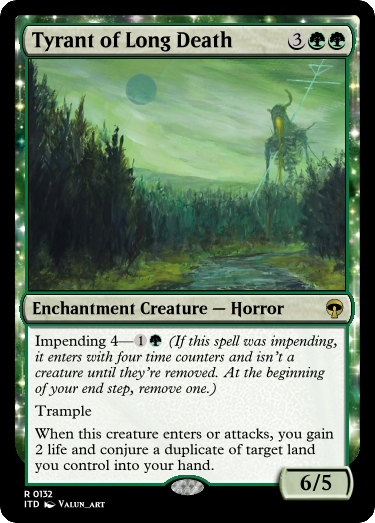 Tyrant of Long Death 3
Enchantment Creature — Horror
Impending 4—1 (If this spell was impending,
it enters with four time counters and isn't a
creature until they're removed. At the beginning
of your end step, remove one.)
Trample
When this creature enters or attacks, you gain
2 life and conjure a duplicate of target land
you control into your hand.
6/5
R 0132
ITD Valun_art